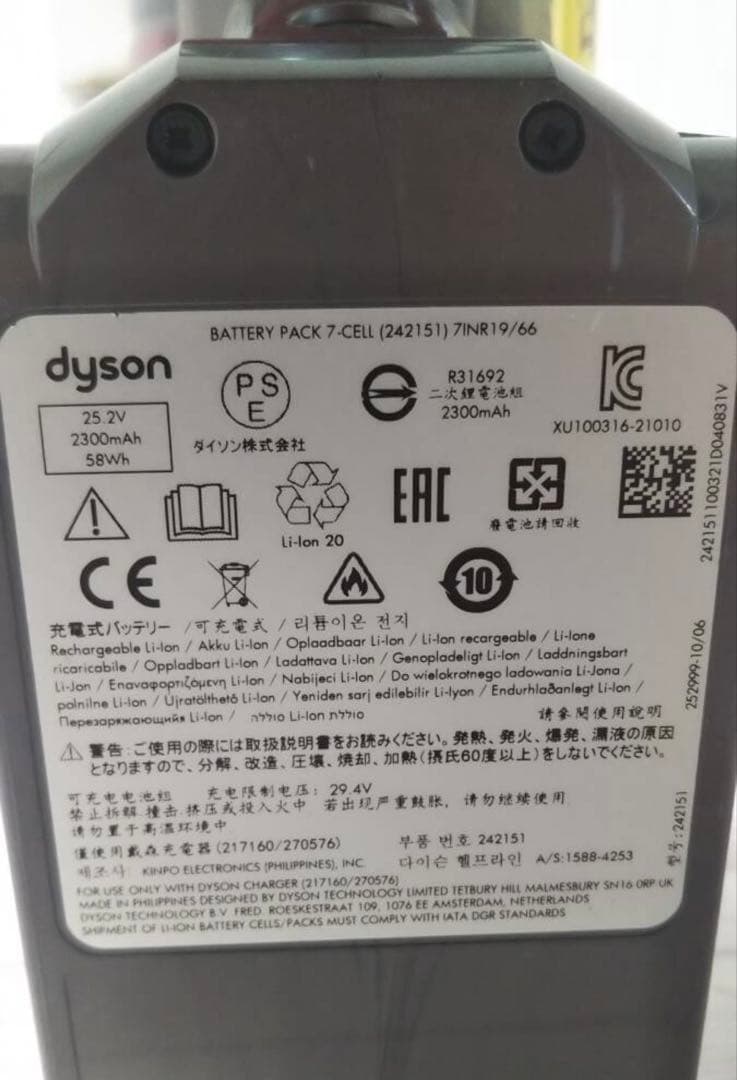 BATTERY PACK 7-CELL (242151) 7INR19/66
dyson
25.2V
2300mAh
58Wh
PS
E
ダイソン株式会社
R31692
二次鋰電池組
2300mAh
XU100316-21010
Li-Ion 20
EAC
廢電池請回收
242151100321D040831V
CE
10
252999-10/06
充電式バッテリー /可充電式 / 리튬이온 전지
Rechargeable Li-Ion / Akku Li-Ion / Oplaadbaar Li-Ion / Li-Ion recargeable / Li-Ione
ricaricabile / Oppladbart Li-Ion / Ladattava Li-Ion / Genopladeligt Li-Ion / Laddningsbart
Li-Jon / Επαναφορτιζόμενη Li-Ion / Nabíjecí Li-Ion / Do wielokrotnego ładowania Li-Jona /
polnilne Li-Ion / Újratölthető Li-Ion / Yeniden sarj edilebilir Li-Iyon / Endurhlaðanlegt Li-Ion /
Перезаряжающийя Li-Ion / סוללה Li-Ion סוללת
請參閱使用說明
警告: ご使用の際には取扱説明書をお読みください。発熱、発火、爆発、漏液の原因
となりますので、分解、改造、圧壊、焼却、加熱(摂氏60度以上)をしないでください。
可充电电池组 充电限制电压: 29.4V
禁止拆解.撞击.挤压或投入火中 若出现严重鼓胀, 请勿继续使用
请勿置于高温环境中
僅使用戴森充電器 (217160/270576)
부품 번호 242151
제조사: KINPO ELECTRONICS (PHILIPPINES), INC.
다이슨 헬프라인 A/S:1588-4253
型号: 242151
FOR USE ONLY WITH DYSON CHARGER (217160/270576)
MADE IN PHILIPPINES DESIGNED BY DYSON TECHNOLOGY LIMITED TETBURY HILL MALMESBURY SN16 0RP UK
DYSON TECHNOLOGY B.V. FRED. ROESKESTRAAT 109, 1076 EE AMSTERDAM, NETHERLANDS
SHIPMENT OF LI-ION BATTERY CELLS/PACKS MUST COMPLY WITH IATA DGR STANDARDS